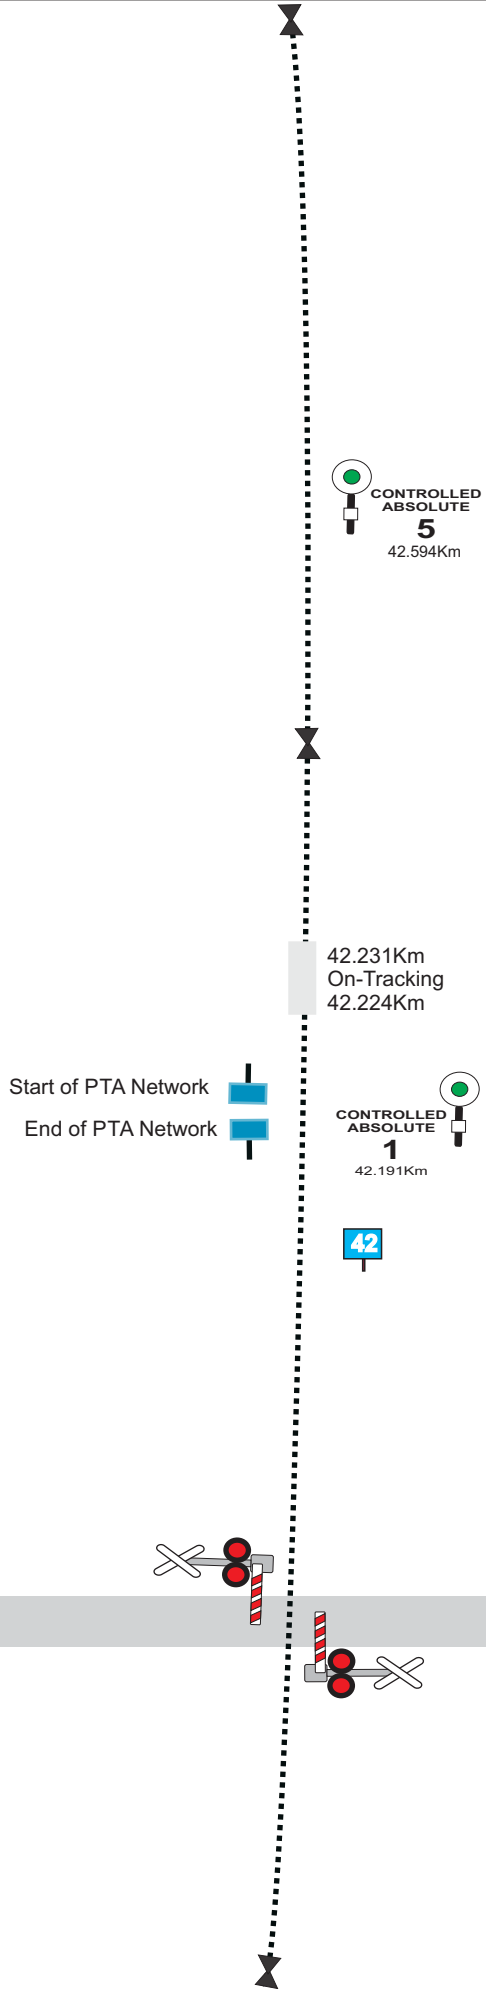 CONTROLLED
ABSOLUTE
5
42.594Km
42.231Km
On-Tracking
42.224Km
Start of PTA Network
End of PTA Network
CONTROLLED
ABSOLUTE
1
42.191Km
42